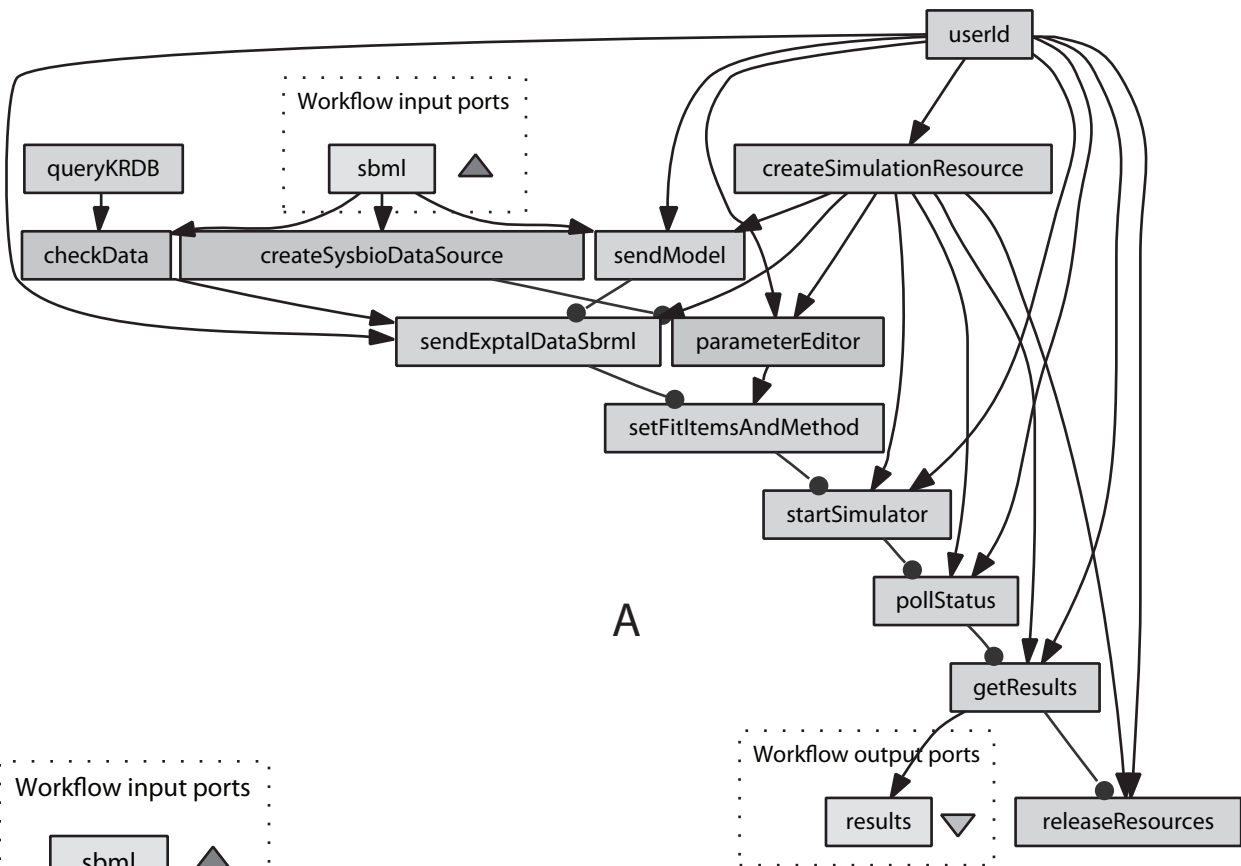 userId
Workflow input ports
queryKRDB
sbml
createSimulationResource
checkData
createSysbioDataSource
sendModel
sendExptalDataSbrml
parameterEditor
setFitItemsAndMethod
startSimulator
pollStatus
A
getResults
Workflow output ports
Workflow input ports
results
releaseResources
sbml